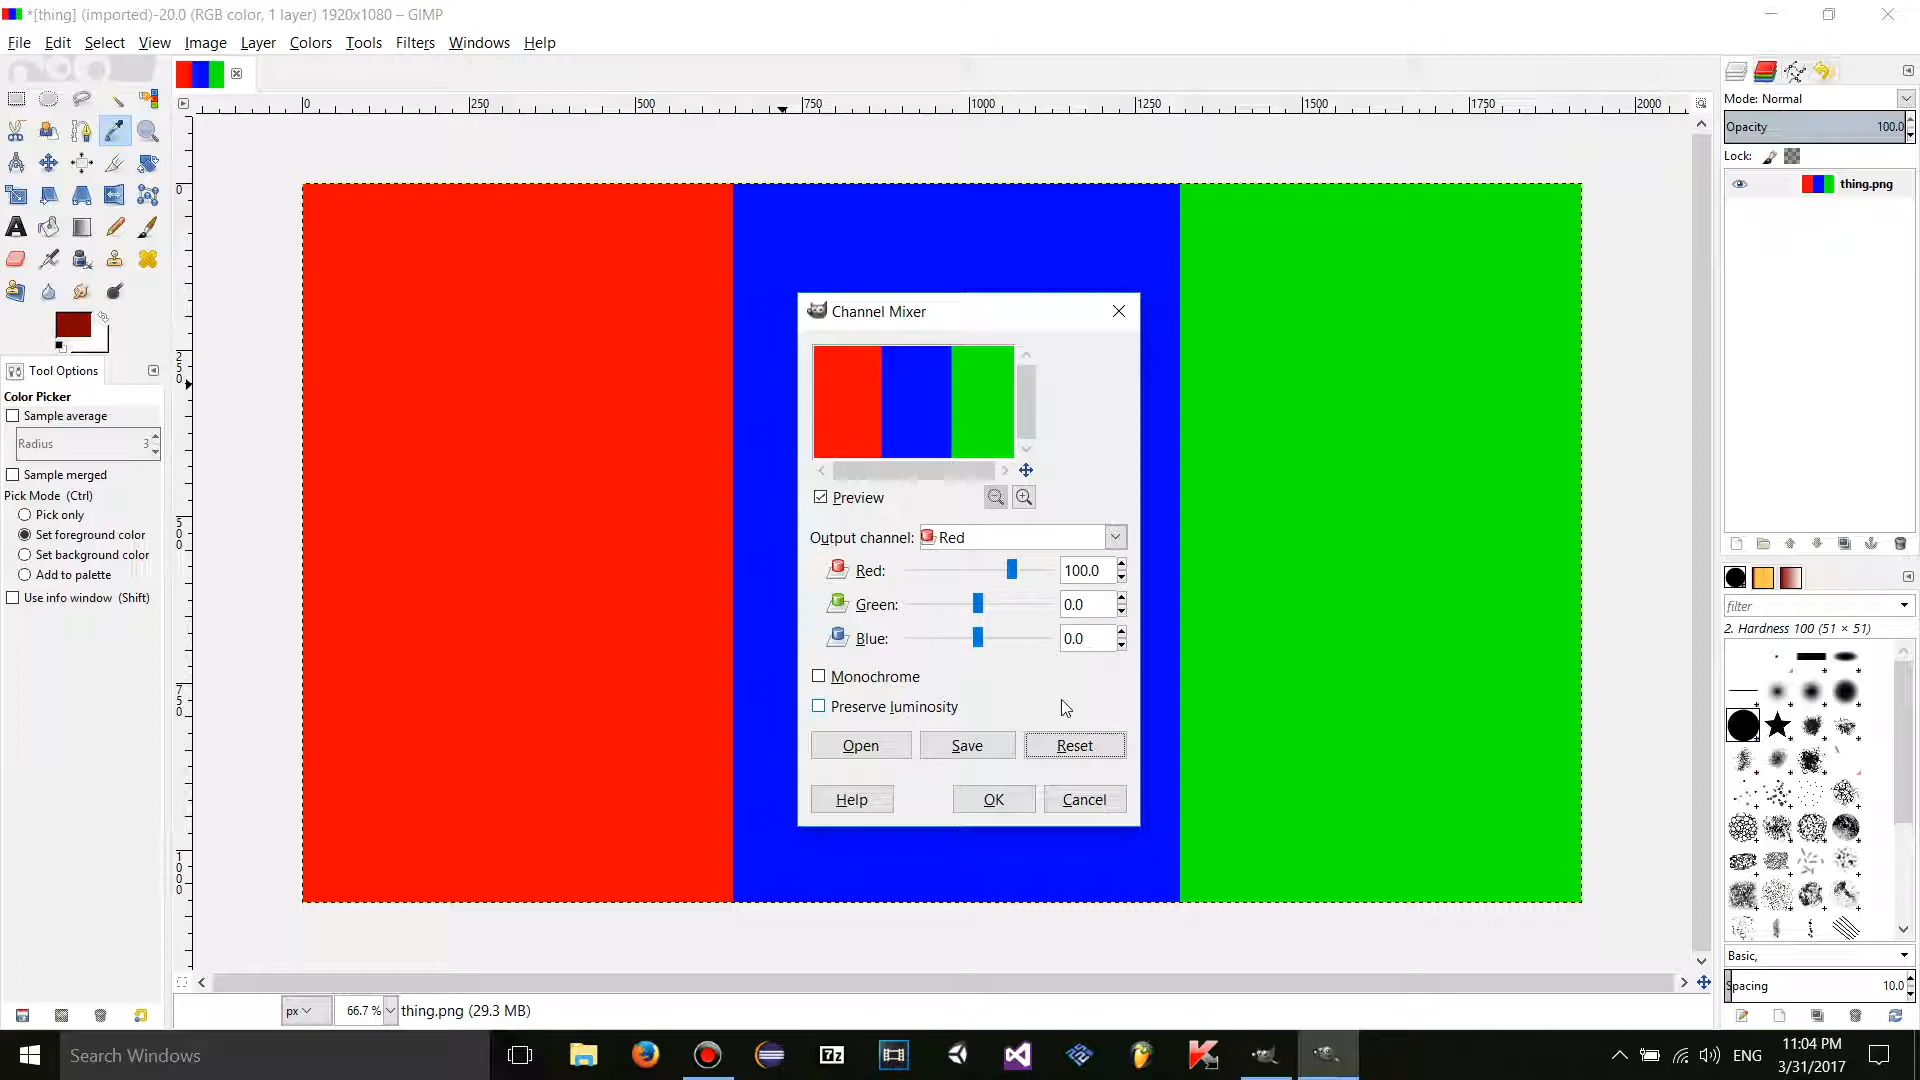 *[thing] (imported)-20.0 (RGB color, 1 layer) 1920x1080 – GIMP
File Edit Select View Image Layer Colors Tools Filters Windows Help
0 250 500 750 1000 1250 1500 1750 2000
0
250
500
750
1000
Tool Options
Color Picker
Sample average
Radius 3
Sample merged
Pick Mode (Ctrl)
Pick only
Set foreground color
Set background color
Add to palette
Use info window (Shift)
Channel Mixer
Preview
Output channel: Red
Red: 100.0
Green: 0.0
Blue: 0.0
Monochrome
Preserve luminosity
Open Save Reset
Help OK Cancel
Mode: Normal
Opacity 100.0
Lock:
thing.png
filter
2. Hardness 100 (51 × 51)
Basic,
Spacing 10.0
px 66.7 % thing.png (29.3 MB)
Search Windows
7z
ENG
11:04 PM
3/31/2017